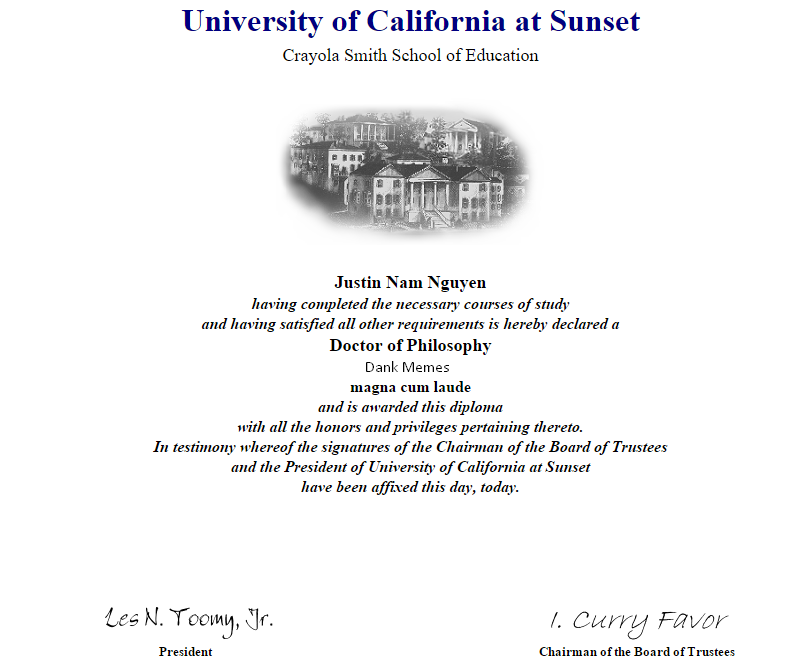 University of California at Sunset
Crayola Smith School of Education
Justin Nam Nguyen
having completed the necessary courses of study
and having satisfied all other requirements is hereby declared a
Doctor of Philosophy
Dank Memes
magna cum laude
and is awarded this diploma
with all the honors and privileges pertaining thereto.
In testimony whereof the signatures of the Chairman of the Board of Trustees
and the President of University of California at Sunset
have been affixed this day, today.
Les N. Toomy, Jr.
I. Curry Favor
President
Chairman of the Board of Trustees